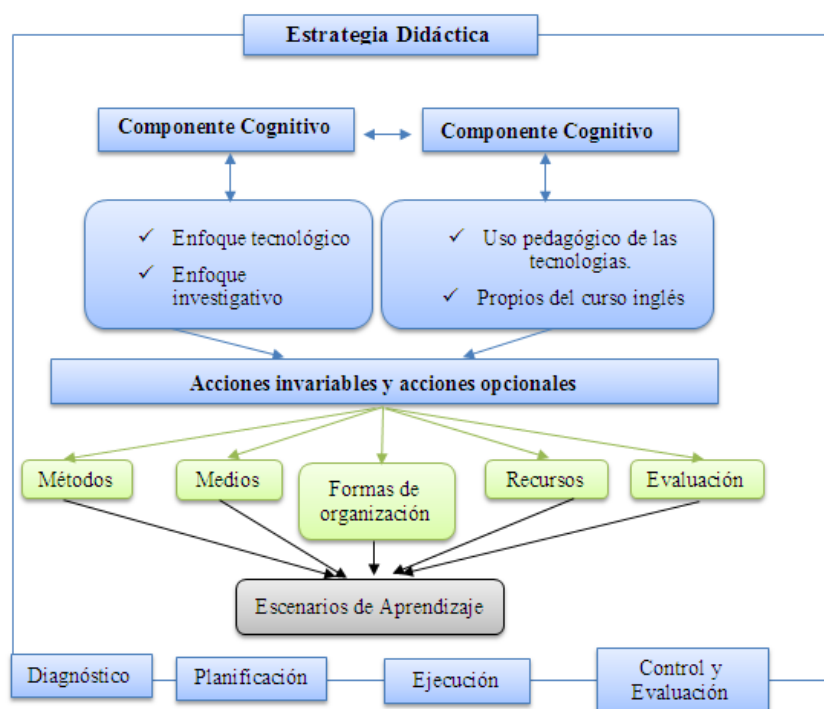 Estrategia Didáctica
Componente Cognitivo
Componente Cognitivo
✓ Enfoque tecnológico
✓ Enfoque
investigativo
✓ Uso pedagógico de las
tecnologias.
✓ Propios del curso inglés
Acciones invariables y acciones opcionales
Métodos
Medios
Formas de
organización
Recursos
Evaluación
Escenarios de Aprendizaje
Diagnóstico
Planificación
Ejecución
Control y
Evaluación